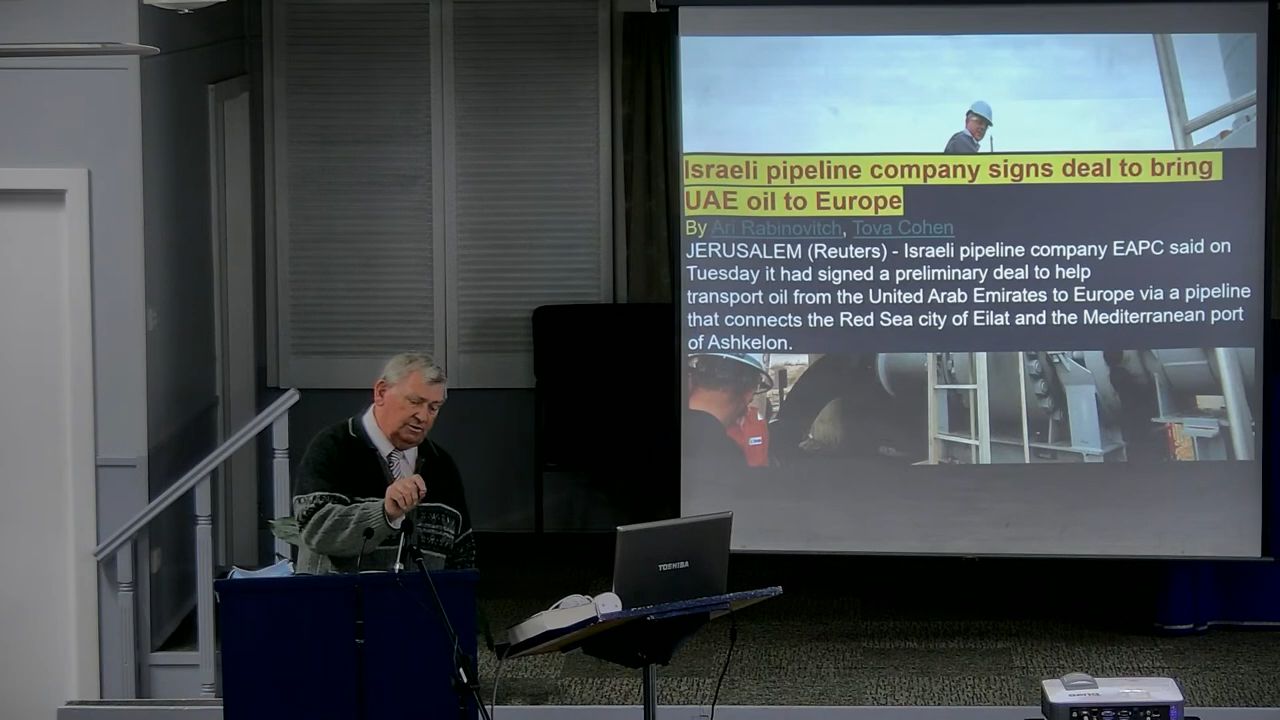 Israeli pipeline company signs deal to bring
UAE oil to Europe
By Ari Rabinovitch, Tova Cohen
JERUSALEM (Reuters) - Israeli pipeline company EAPC said on
Tuesday it had signed a preliminary deal to help
transport oil from the United Arab Emirates to Europe via a pipeline
that connects the Red Sea city of Eilat and the Mediterranean port
of Ashkelon.
TOSHIBA
BenQ